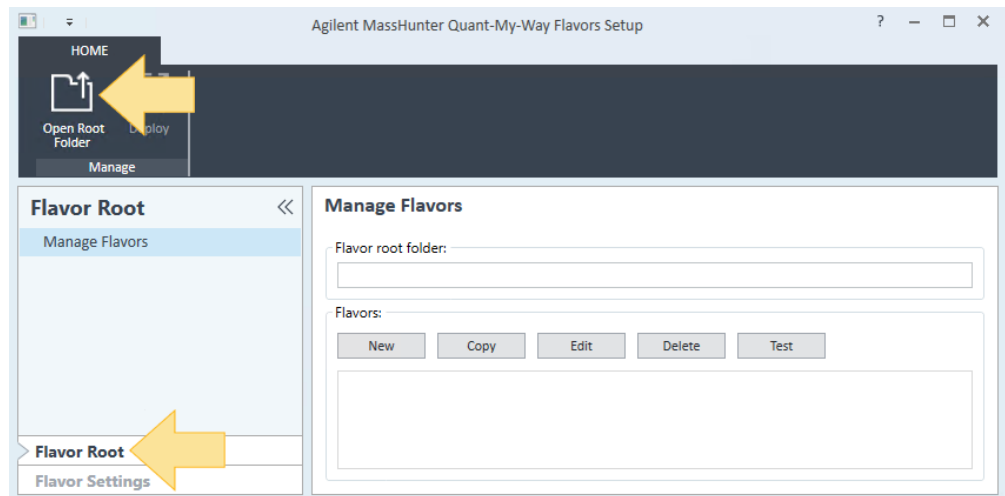 Agilent MassHunter Quant-My-Way Flavors Setup
?
HOME
Open Root
Folder
Manage
Flavor Root
Manage Flavors
Flavor Root
Flavor Settings
Manage Flavors
Flavor root folder:
Flavors:
New Copy Edit Delete Test